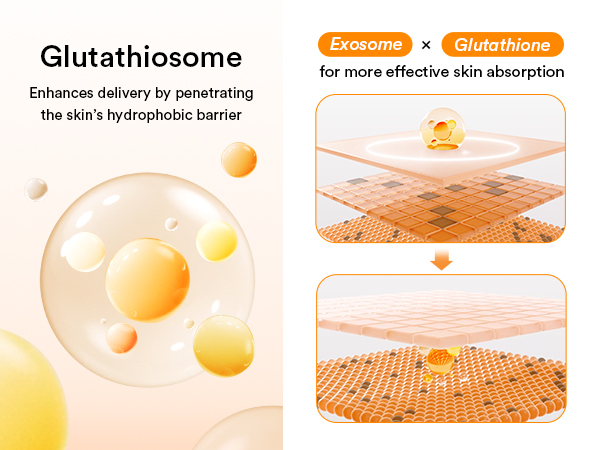 Glutathiosome
Enhances delivery by penetrating
the skin's hydrophobic barrier
Exosome × Glutathione
for more effective skin absorption